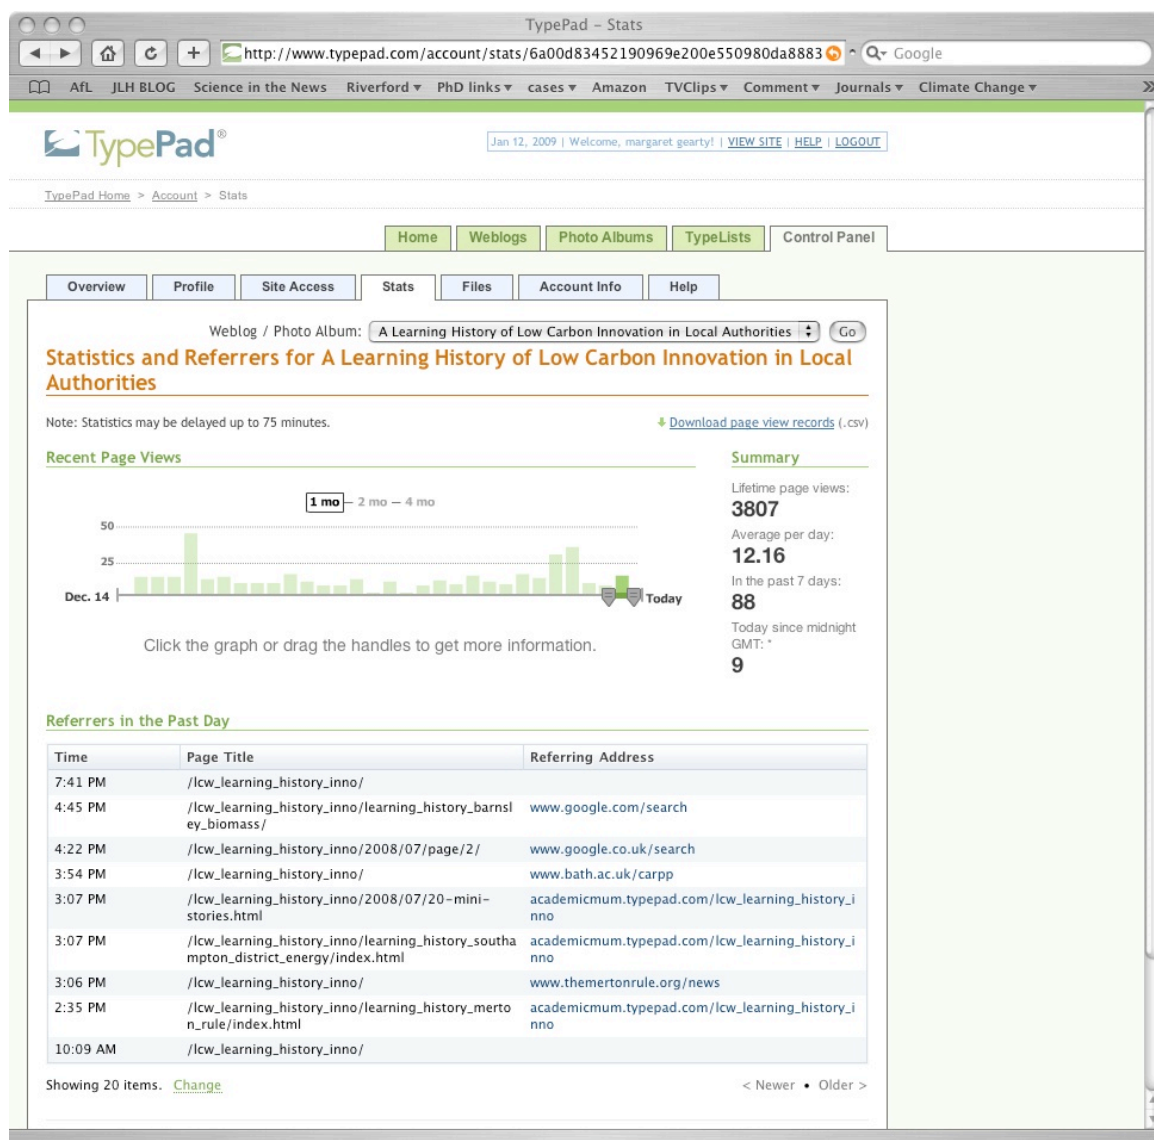 TypePad – Stats
http://www.typepad.com/account/stats/6a00d83452190969e200e550980da8883
Google
AfL JLH BLOG Science in the News Riverford PhD links cases Amazon TVClips Comment Journals Climate Change
TypePad®
Jan 12, 2009 | Welcome, margaret gearty! | VIEW SITE | HELP | LOGOUT
TypePad Home > Account > Stats
Home Weblogs Photo Albums TypeLists Control Panel
Overview Profile Site Access Stats Files Account Info Help
Weblog / Photo Album: A Learning History of Low Carbon Innovation in Local Authorities Go
Statistics and Referrers for A Learning History of Low Carbon Innovation in Local
Authorities
Note: Statistics may be delayed up to 75 minutes.
Download page view records (.csv)
Recent Page Views
1 mo – 2 mo – 4 mo
50
25
Dec. 14
Today
Click the graph or drag the handles to get more information.
Summary
Lifetime page views:
3807
Average per day:
12.16
In the past 7 days:
88
Today since midnight
GMT: *
9
Referrers in the Past Day
Time Page Title Referring Address
7:41 PM /lcw_learning_history_inno/
4:45 PM /lcw_learning_history_inno/learning_history_barnsl www.google.com/search
ey_biomass/
4:22 PM /lcw_learning_history_inno/2008/07/page/2/ www.google.co.uk/search
3:54 PM /lcw_learning_history_inno/ www.bath.ac.uk/carpp
3:07 PM /lcw_learning_history_inno/2008/07/20-mini- academicmum.typepad.com/lcw_learning_history_i
stories.html nno
3:07 PM /lcw_learning_history_inno/learning_history_southa academicmum.typepad.com/lcw_learning_history_i
mpton_district_energy/index.html nno
3:06 PM /lcw_learning_history_inno/ www.themertonrule.org/news
2:35 PM /lcw_learning_history_inno/learning_history_merto academicmum.typepad.com/lcw_learning_history_i
n_rule/index.html nno
10:09 AM /lcw_learning_history_inno/
Showing 20 items. Change
< Newer • Older >